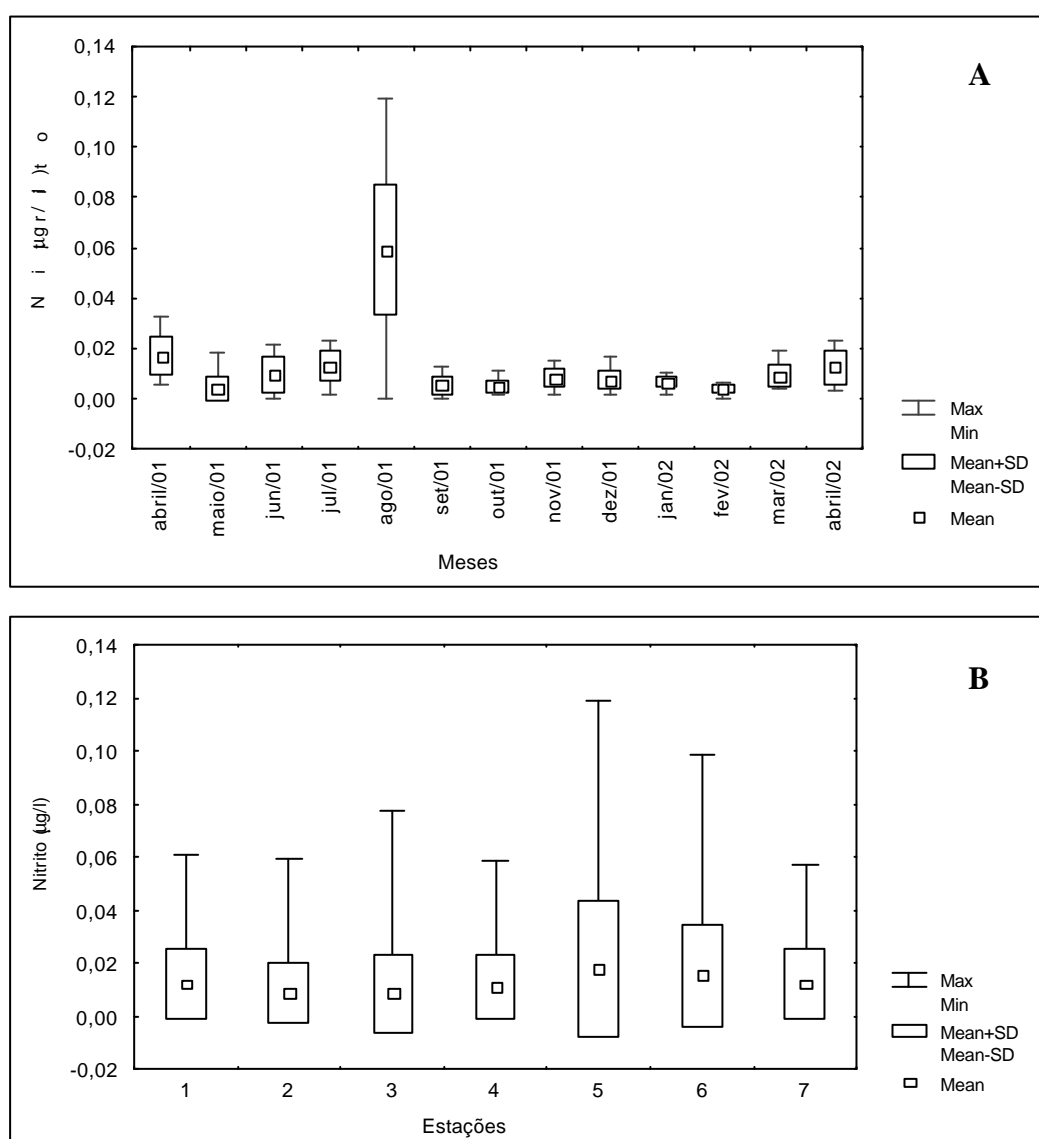 A
0,14
0,12
0,10
0,08
0,06
0,04
0,02
0,00
-0,02
abril/01
maio/01
jun/01
jul/01
ago/01
set/01
out/01
nov/01
dez/01
jan/02
fev/02
mar/02
abril/02
Meses
Max
Min
Mean+SD
Mean-SD
Mean
B
Nitrito (µg/l)
0,14
0,12
0,10
0,08
0,06
0,04
0,02
0,00
-0,02
1 2 3 4 5 6 7
Estações
Max
Min
Mean+SD
Mean-SD
Mean